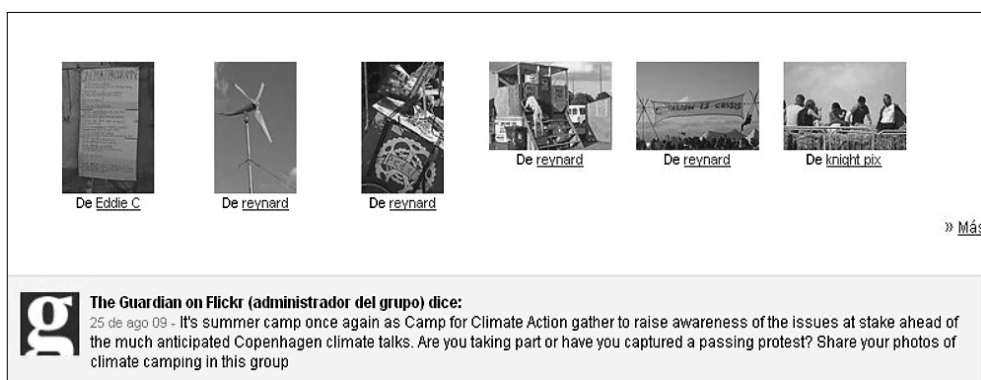 IS CRISIS
De Eddie C
De reynard
De reynard
De reynard
De reynard
De knight pix
» Más
g
The Guardian on Flickr (administrador del grupo) dice:
25 de ago 09 - It's summer camp once again as Camp for Climate Action gather to raise awareness of the issues at stake ahead of
the much anticipated Copenhagen climate talks. Are you taking part or have you captured a passing protest? Share your photos of
climate camping in this group